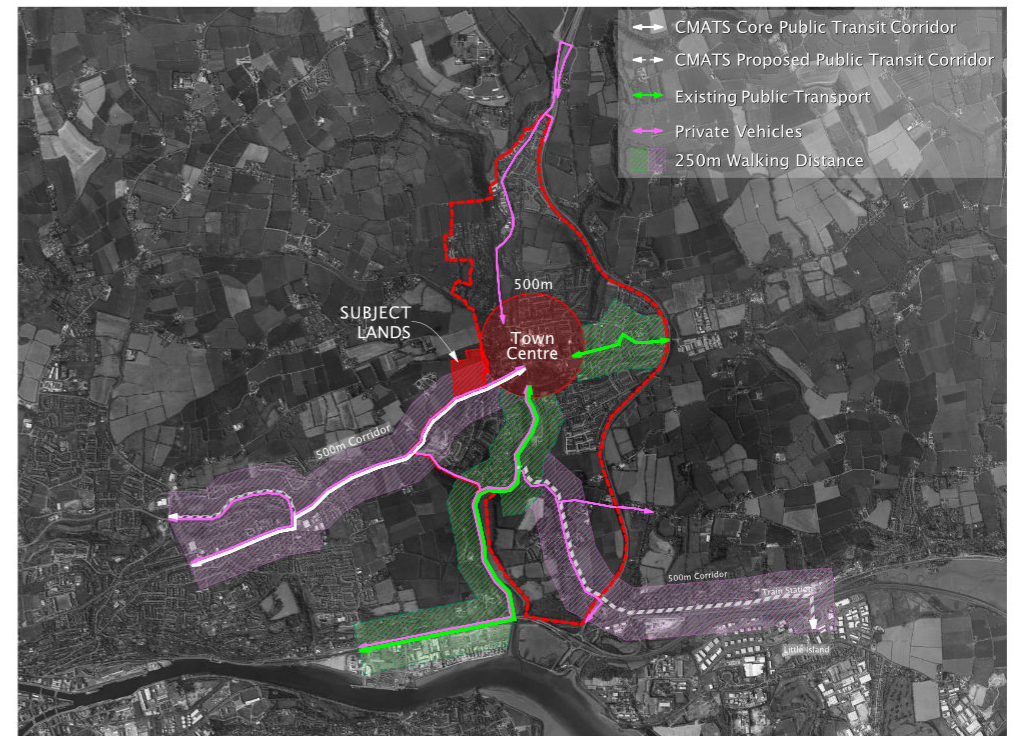 CMATS Core Public Transit Corridor
CMATS Proposed Public Transit Corridor
Existing Public Transport
Private Vehicles
250m Walking Distance
500m
SUBJECT
LANDS
Town
Centre
500m Corridor
500m Corridor
Train Station
Little Island